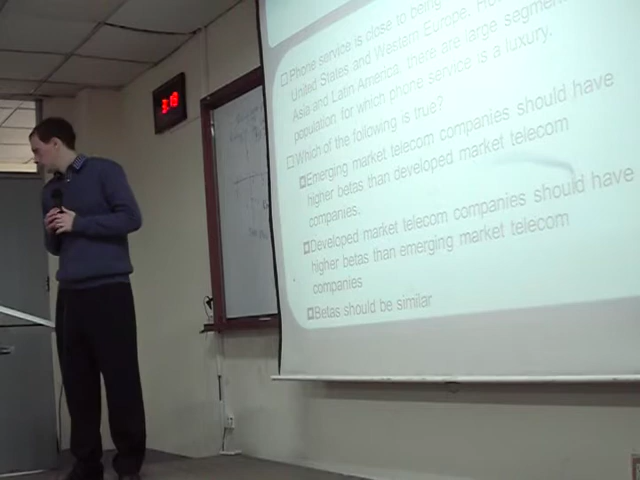 Phone service is close to being
United States and Western Europe.
Asia and Latin America, there are large segments
population for which phone service is a luxury.
Which of the following is true?
Emerging market telecom companies should have
higher betas than developed market telecom
companies.
Developed market telecom companies should have
higher betas than emerging market telecom
companies
Betas should be similar